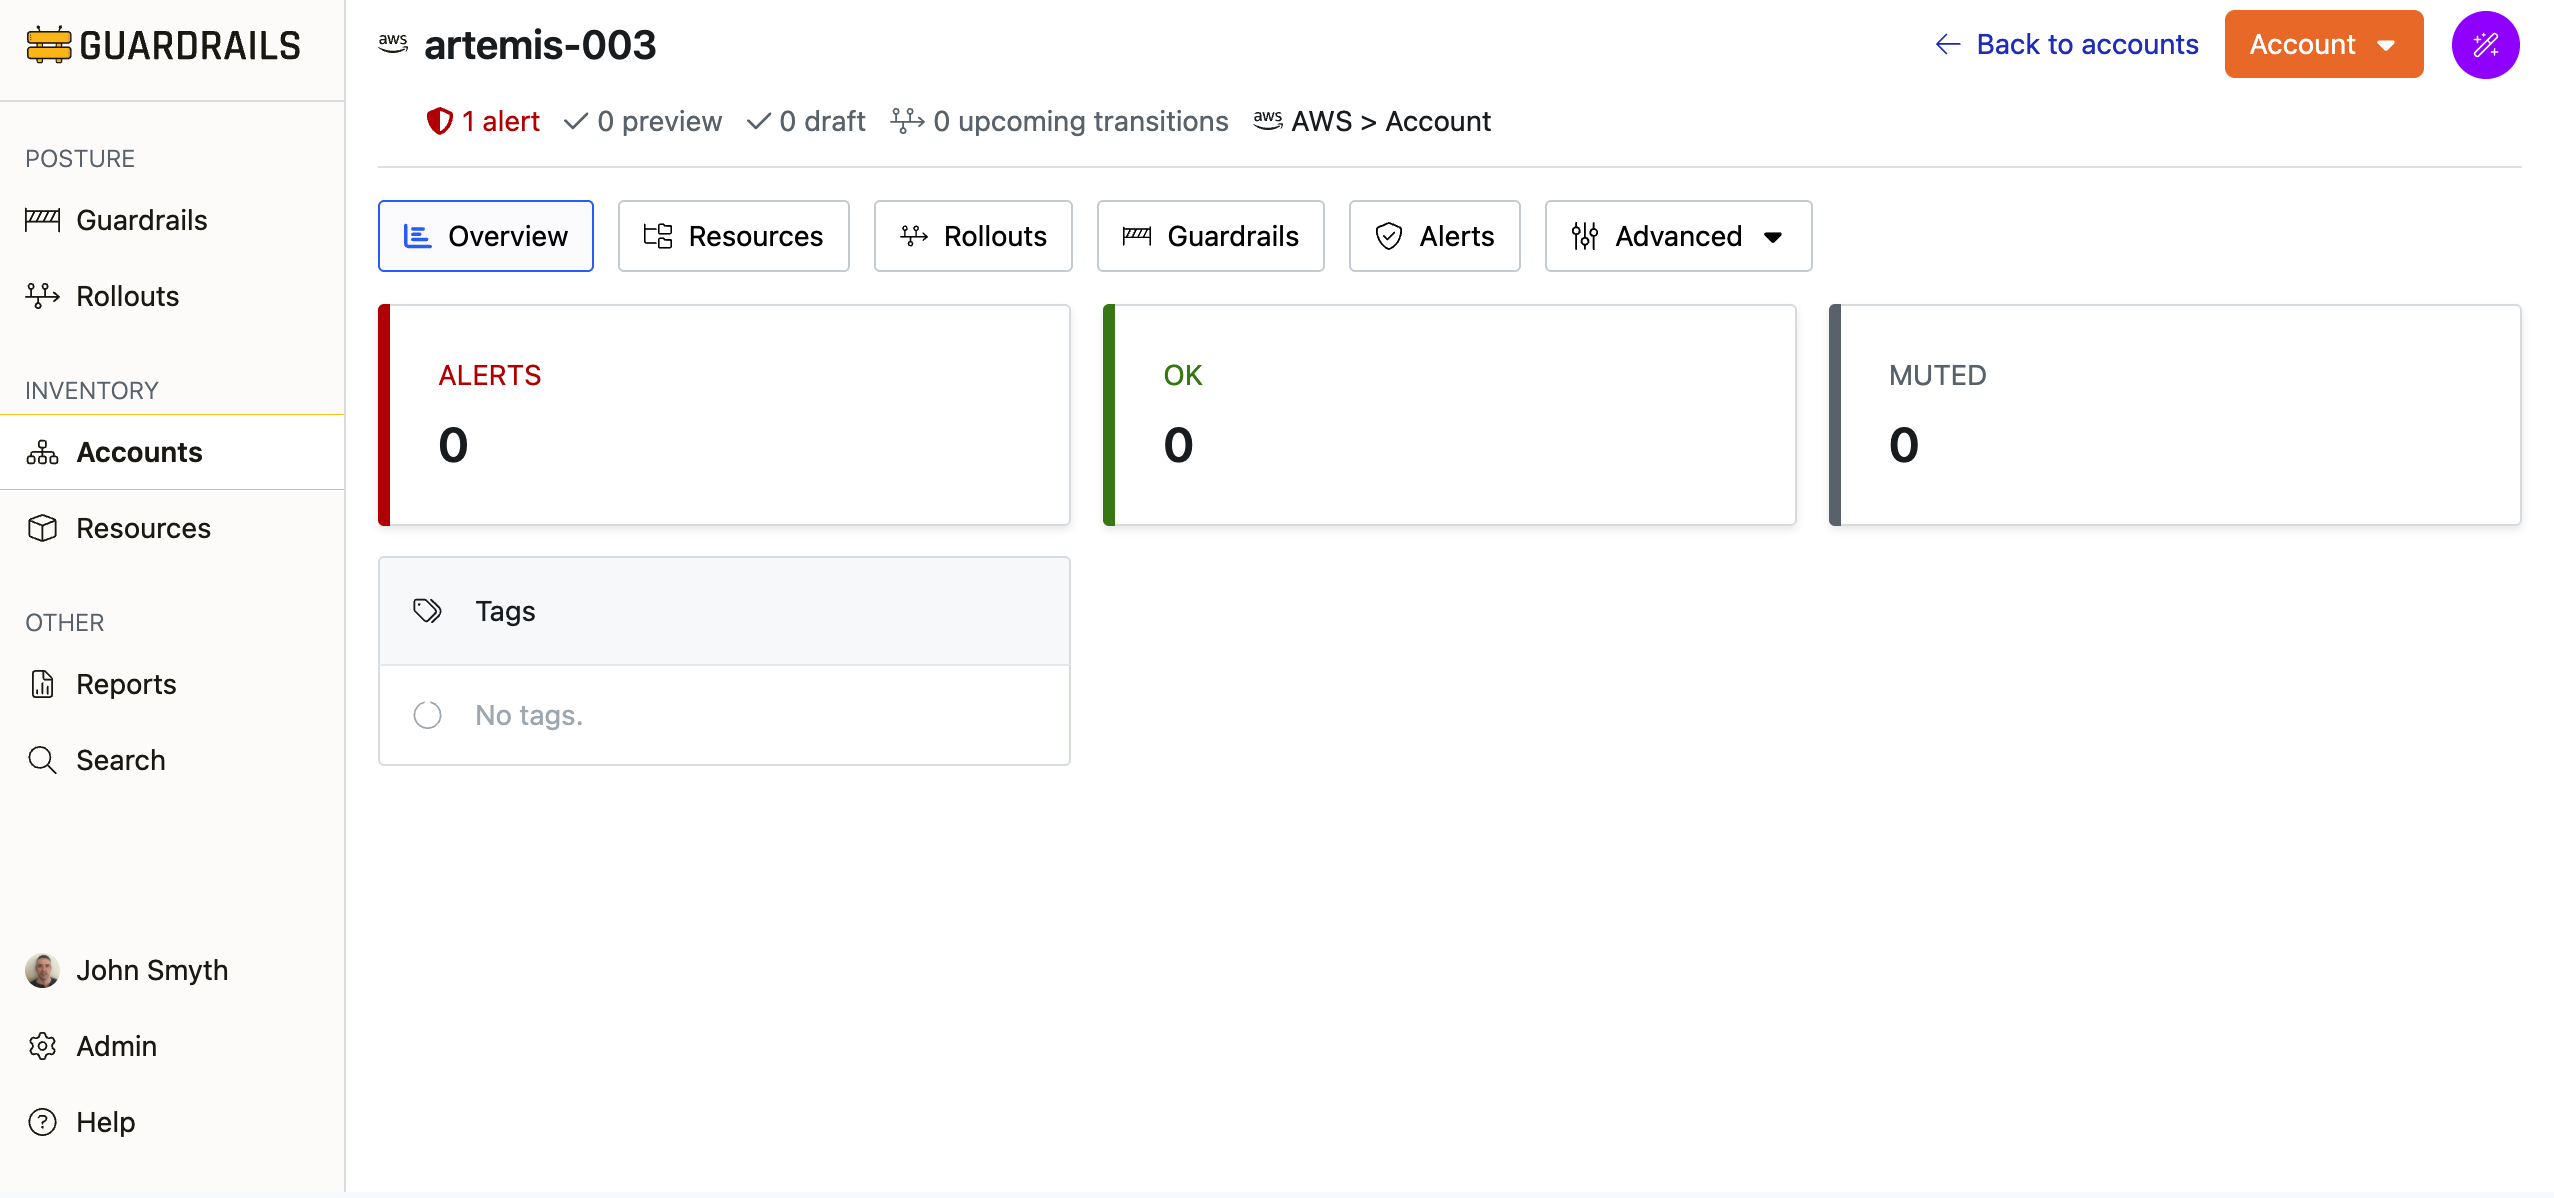 GUARDRAILS
POSTURE
Guardrails
Rollouts
INVENTORY
Accounts
Resources
OTHER
Reports
Search
John Smyth
Admin
Help
aws artemis-003
Back to accounts
Account
1 alert 0 preview 0 draft 0 upcoming transitions aws AWS > Account
Overview Resources Rollouts Guardrails Alerts Advanced
ALERTS
0
OK
0
MUTED
0
Tags
No tags.